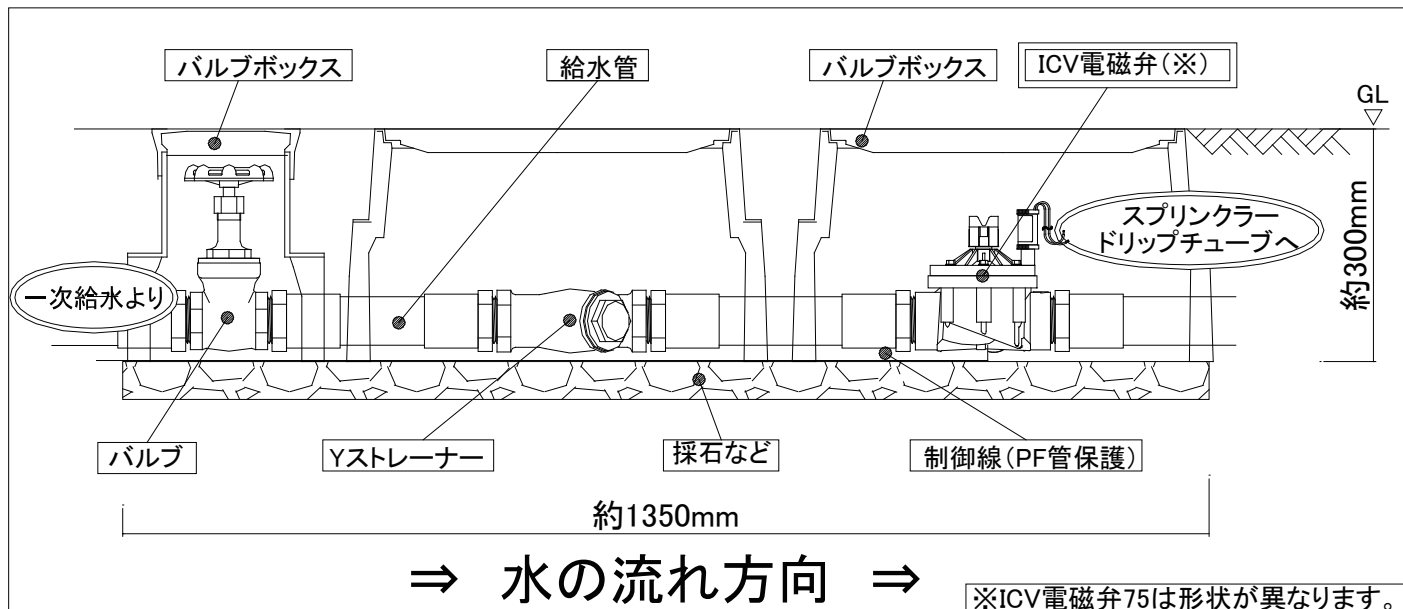 バルブボックス
給水管
バルブボックス
ICV電磁弁(※)
GL
スプリンクラー
ドリップチューブへ
一次給水より
約300mm
バルブ
Yストレーナー
採石など
制御線(PF管保護)
約1350mm
⇒ 水の流れ方向 ⇒
※ICV電磁弁75は形状が異なります。